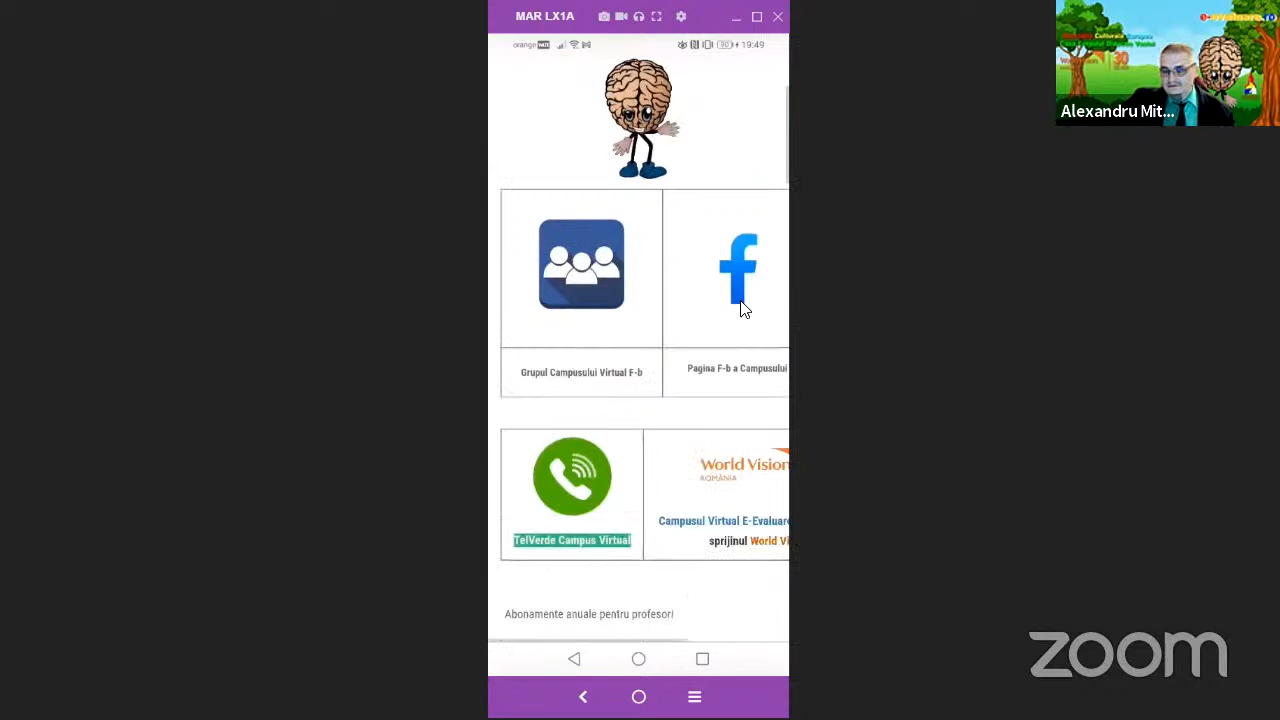 MAR LX1A
orange
90
19:49
Alexandru Mit...
Grupul Campusului Virtual F-b
Pagina F-b a Campusului
World Vision
ROMÂNIA
TelVerde Campus Virtual
Campusul Virtual E-Evaluare
sprijinul World Vi
Abonamente anuale pentru profesori
zoom